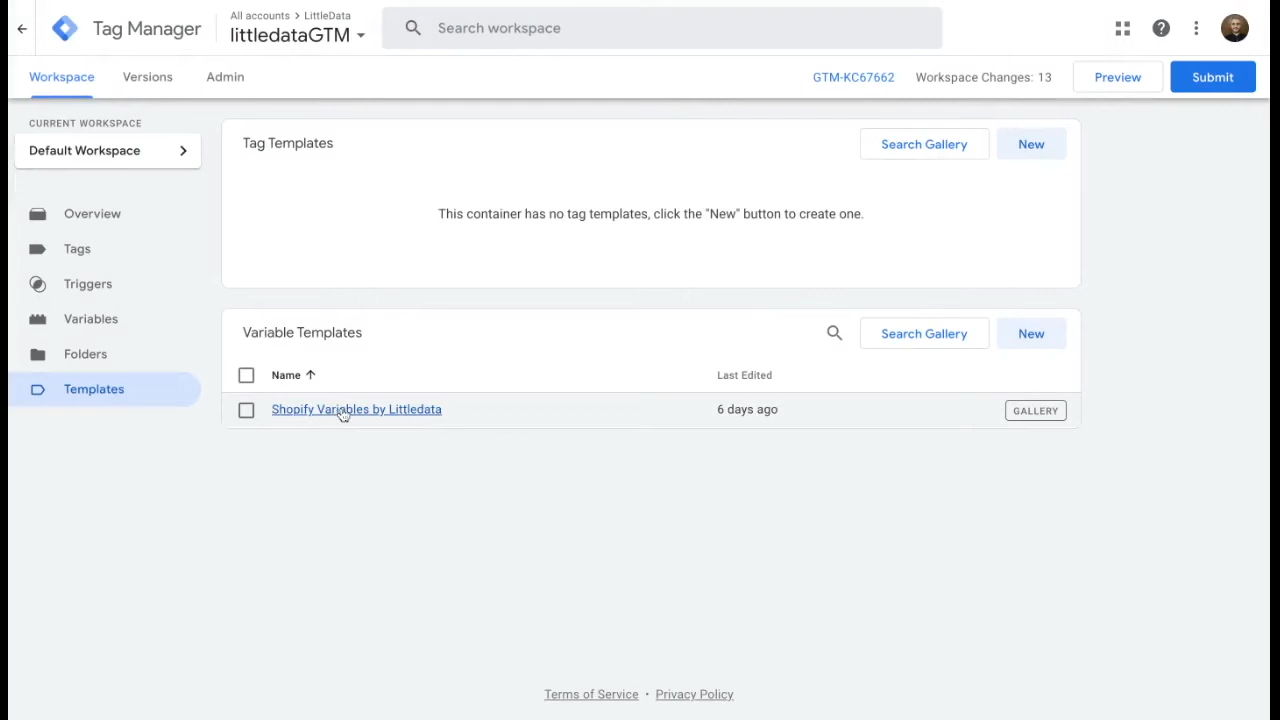 All accounts > LittleData
Tag Manager
littledataGTM
Search workspace
Workspace
Versions
Admin
GTM-KC67662
Workspace Changes: 13
Preview
Submit
CURRENT WORKSPACE
Default Workspace
Overview
Tags
Triggers
Variables
Folders
Templates
Tag Templates
Search Gallery
New
This container has no tag templates, click the "New" button to create one.
Variable Templates
Search Gallery
New
Name
Last Edited
Shopify Variables by Littledata
6 days ago
GALLERY
Terms of Service • Privacy Policy